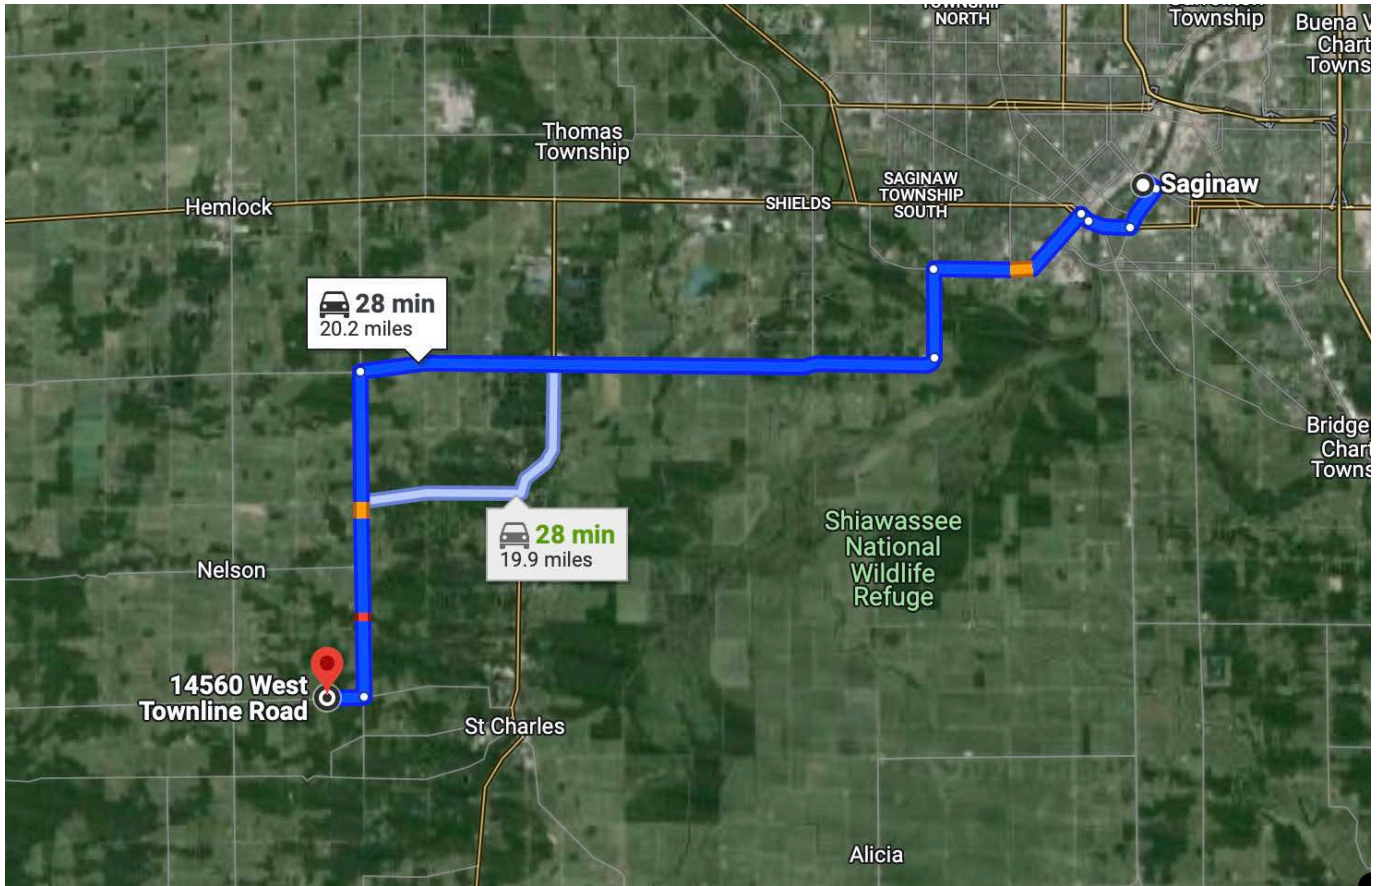 NORTH
Township
Buena V
Chart
Towns
Thomas
Township
SAGINAW
TOWNSHIP
SOUTH
Saginaw
Hemlock
SHIELDS
28 min
20.2 miles
Bridge
Chart
Towns
28 min
19.9 miles
Shiawassee
National
Wildlife
Refuge
Nelson
14560 West
Townline Road
St Charles
Alicia